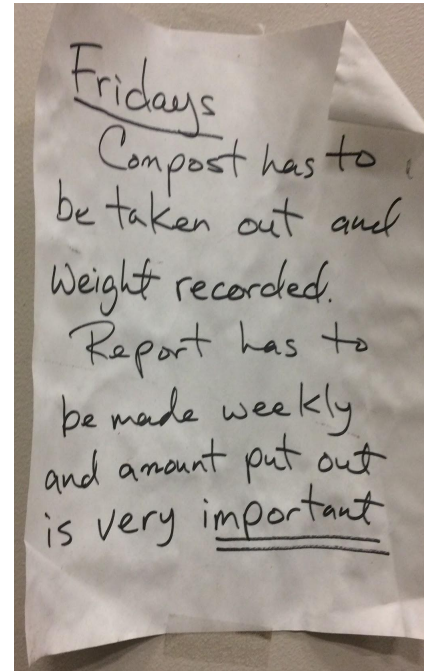 Fridays
Compost has to
be taken out and
Weight recorded.
Report has to
be made weekly
and amount put out
is very important